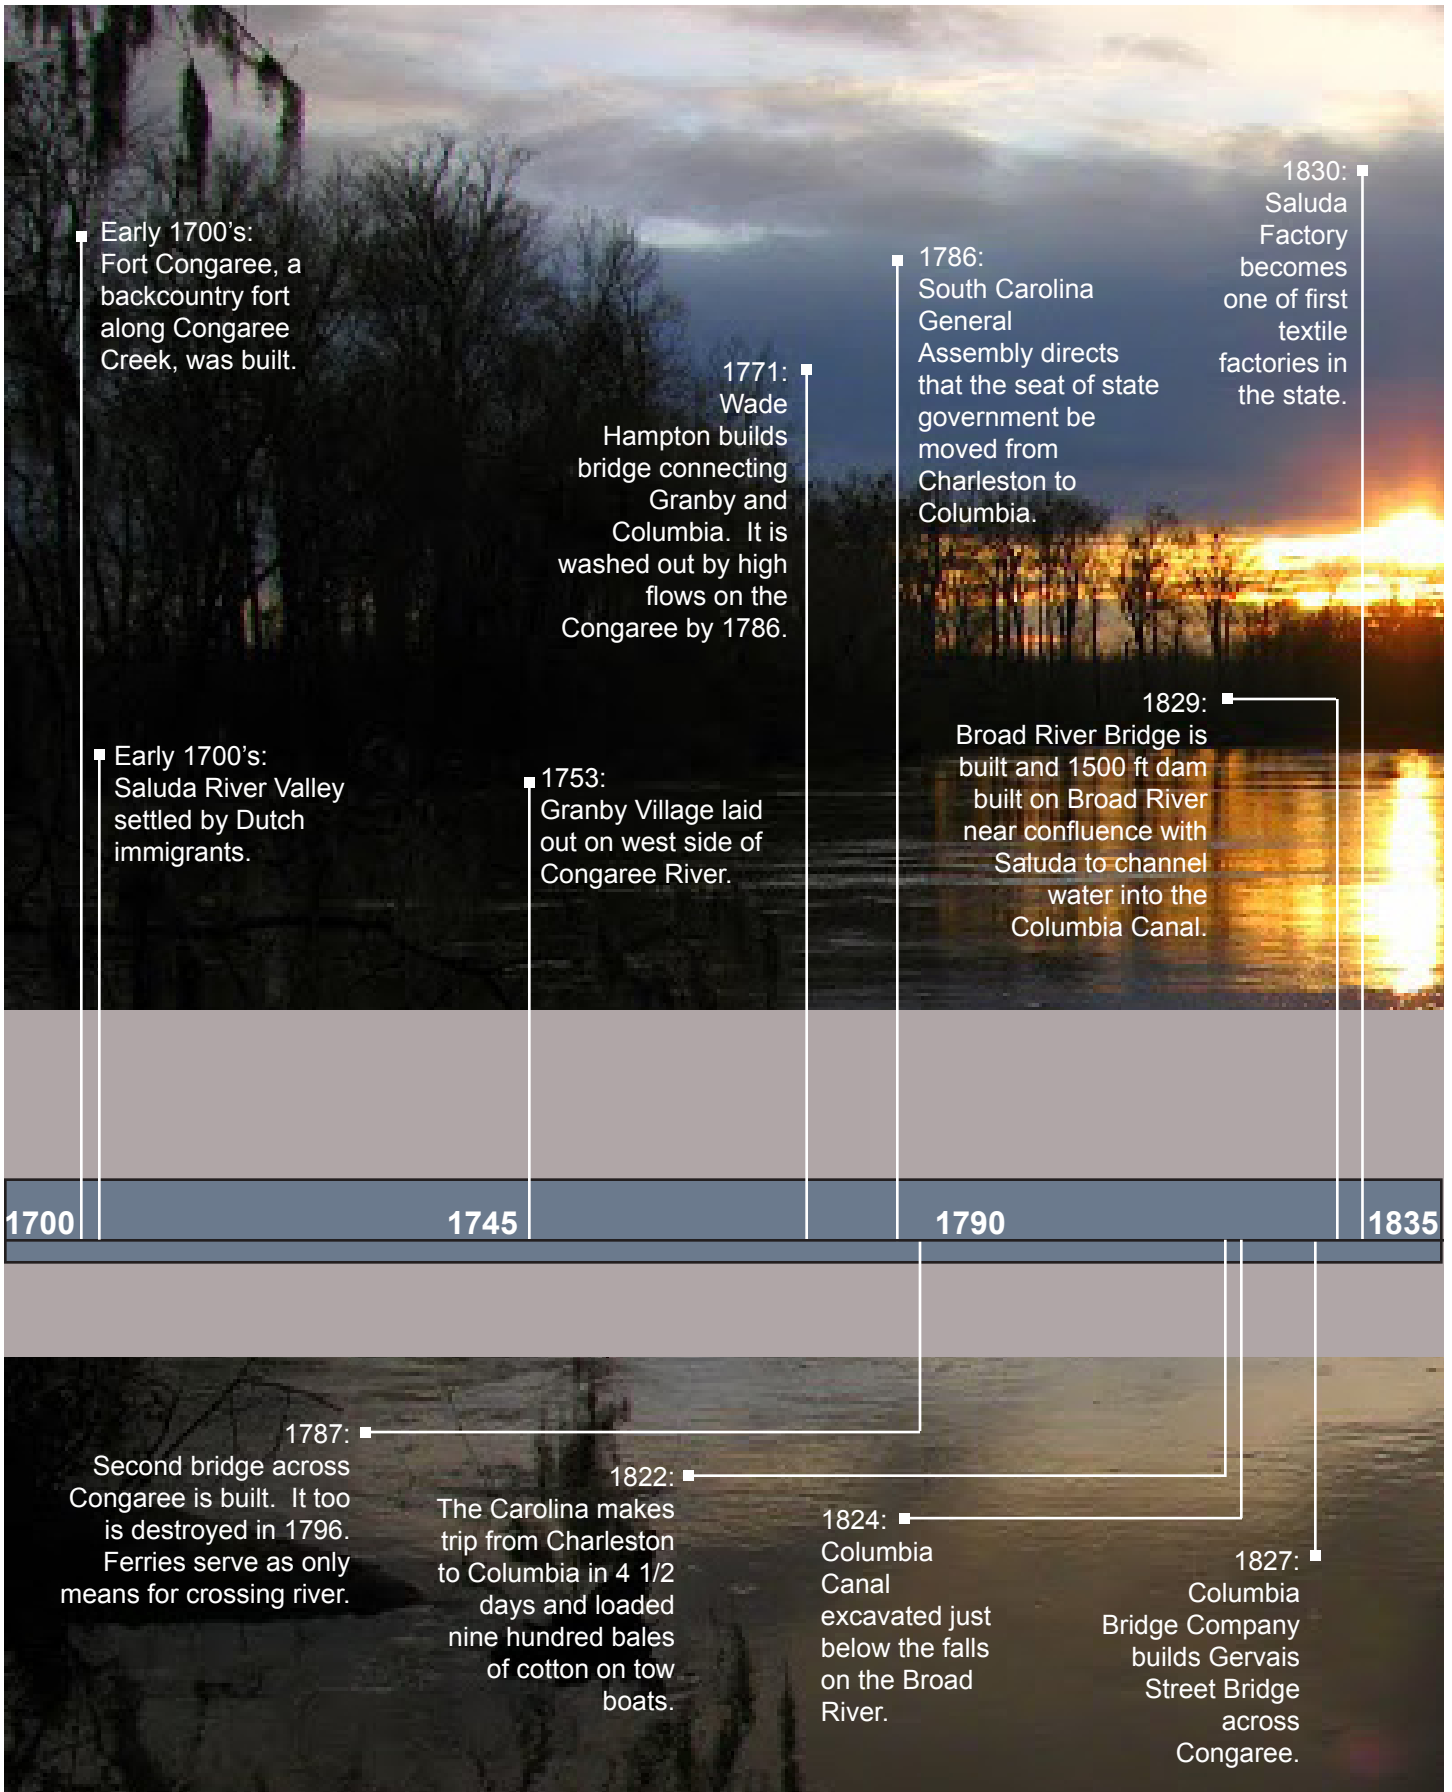 Early 1700's:
Fort Congaree, a
backcountry fort
along Congaree
Creek, was built.
Early 1700's:
Saluda River Valley
settled by Dutch
immigrants.
1753:
Granby Village laid
out on west side of
Congaree River.
1771:
Wade
Hampton builds
bridge connecting
Granby and
Columbia.  It is
washed out by high
flows on the
Congaree by 1786.
1786:
South Carolina
General
Assembly directs
that the seat of state
government be
moved from
Charleston to
Columbia.
1829:
Broad River Bridge is
built and 1500 ft dam
built on Broad River
near confluence with
Saluda to channel
water into the
Columbia Canal.
1830:
Saluda
Factory
becomes
one of first
textile
factories in
the state.
1700 1745 1790 1835
1787:
Second bridge across
Congaree is built.  It too
is destroyed in 1796.
Ferries serve as only
means for crossing river.
1822:
The Carolina makes
trip from Charleston
to Columbia in 4 1/2
days and loaded
nine hundred bales
of cotton on tow
boats.
1824:
Columbia
Canal
excavated just
below the falls
on the Broad
River.
1827:
Columbia
Bridge Company
builds Gervais
Street Bridge
across
Congaree.